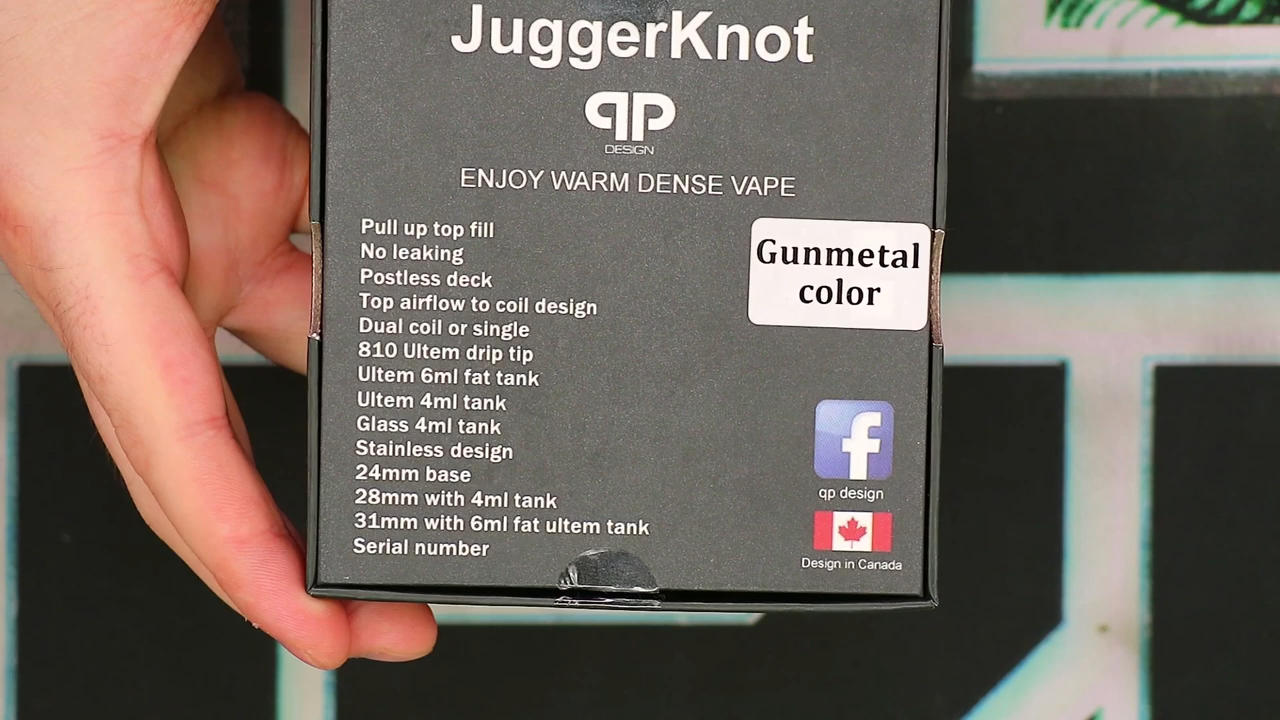 JuggerKnot
QP
DESIGN
ENJOY WARM DENSE VAPE
Pull up top fill
No leaking
Postless deck
Top airflow to coil design
Dual coil or single
810 Ultem drip tip
Ultem 6ml fat tank
Ultem 4ml tank
Glass 4ml tank
Stainless design
24mm base
28mm with 4ml tank
31mm with 6ml fat ultem tank
Serial number
Gunmetal
color
f
qp design
Design in Canada